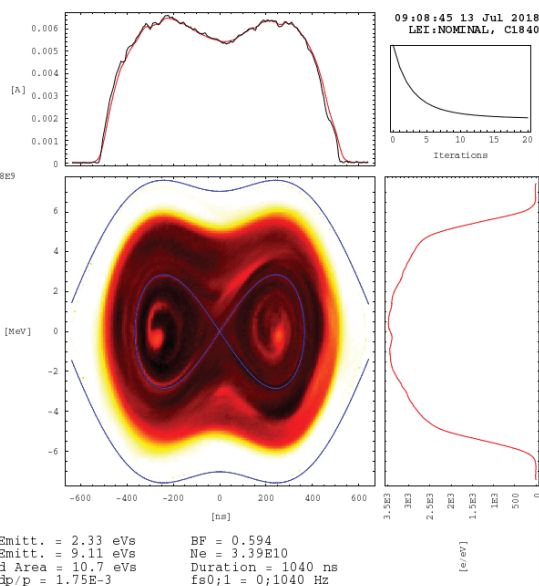 09:08:45 13 Jul 2018
LEI:NOMINAL, C1840
0.006
0.005
0.004
[A]
0.003
0.002
0.001
0
0 5 10 15 20
Iterations
8E9
6
4
2
[MeV] 0
-2
-4
-6
-600 -400 -200 0 200 400 600
[ns]
3.5E3
3E3
2.5E3
2E3
1.5E3
1E3
500
0
[e/eV]
Emitt. = 2.33 eVs BF = 0.594
Emitt. = 9.11 eVs Ne = 3.39E10
d Area = 10.7 eVs Duration = 1040 ns
dp/p = 1.75E-3 fs0;1 = 0;1040 Hz